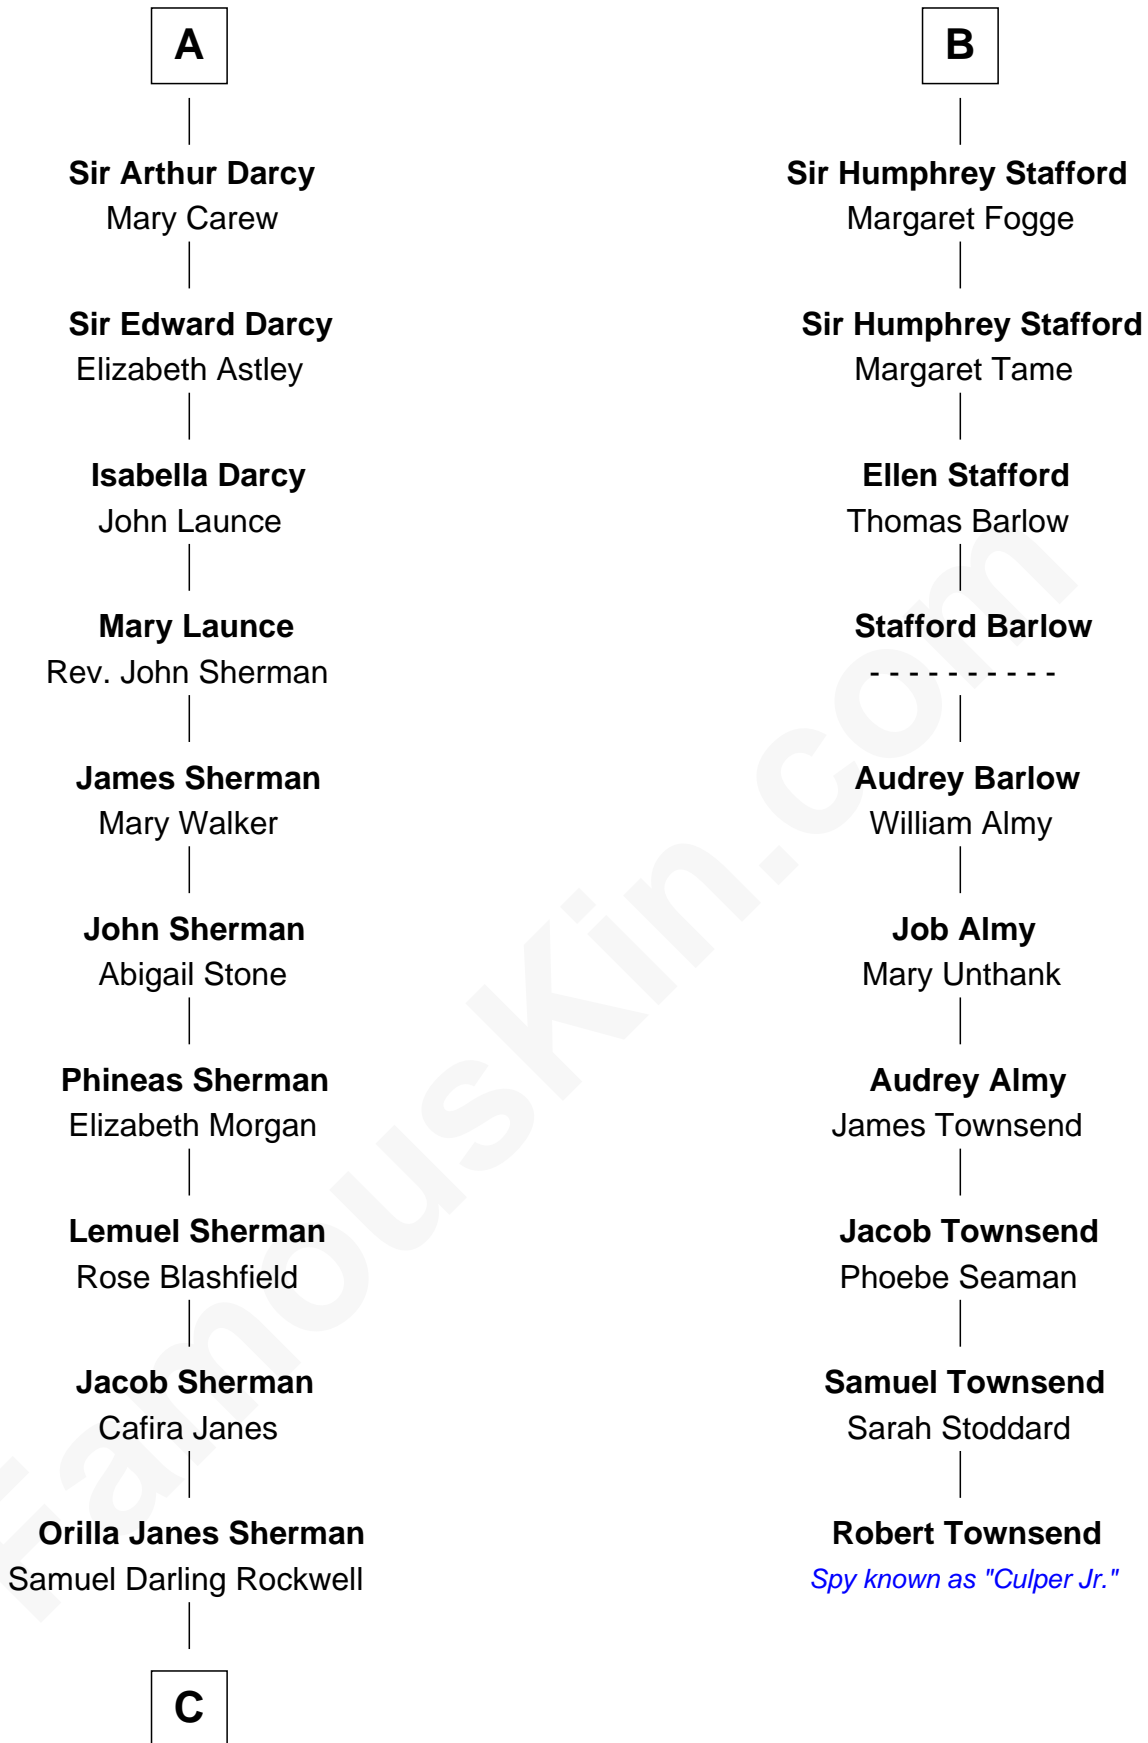 A
Sir Arthur Darcy
Mary Carew
Sir Edward Darcy
Elizabeth Astley
Isabella Darcy
John Launce
Mary Launce
Rev. John Sherman
James Sherman
Mary Walker
John Sherman
Abigail Stone
Phineas Sherman
Elizabeth Morgan
Lemuel Sherman
Rose Blashfield
Jacob Sherman
Cafira Janes
Orilla Janes Sherman
Samuel Darling Rockwell
C
B
Sir Humphrey Stafford
Margaret Fogge
Sir Humphrey Stafford
Margaret Tame
Ellen Stafford
Thomas Barlow
Stafford Barlow
- - - - - - - - - -
Audrey Barlow
William Almy
Job Almy
Mary Unthank
Audrey Almy
James Townsend
Jacob Townsend
Phoebe Seaman
Samuel Townsend
Sarah Stoddard
Robert Townsend
Spy known as "Culper Jr."
FamousKin.com